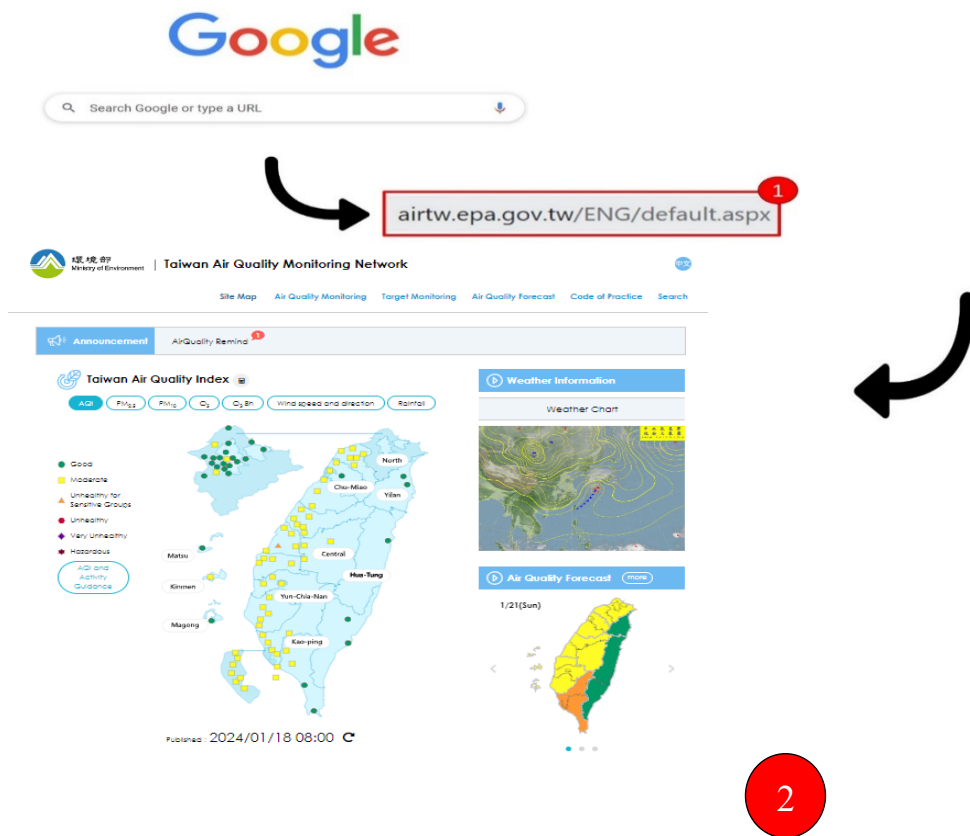 Google
Search Google or type a URL
1
airtw.epa.gov.tw/ENG/default.aspx
環境部
Ministry of Environment
Taiwan Air Quality Monitoring Network
中文
Site Map Air Quality Monitoring Target Monitoring Air Quality Forecast Code of Practice Search
Announcement AirQuality Remind 1
Taiwan Air Quality Index
AQI PM2.5 PM10 O3 O3 8h Wind speed and direction Rainfall
Good
Moderate
Unhealthy for
Sensitive Groups
Unhealthy
Very Unhealthy
Hazardous
AQI and
Activity
Guidance
North
Chu-Miao
Yilan
Central
Matsu
Hua-Tung
Kinmen
Yun-Chia-Nan
Magong
Kao-ping
Published : 2024/01/18 08:00
Weather Information
Weather Chart
Air Quality Forecast more
1/21(Sun)
2